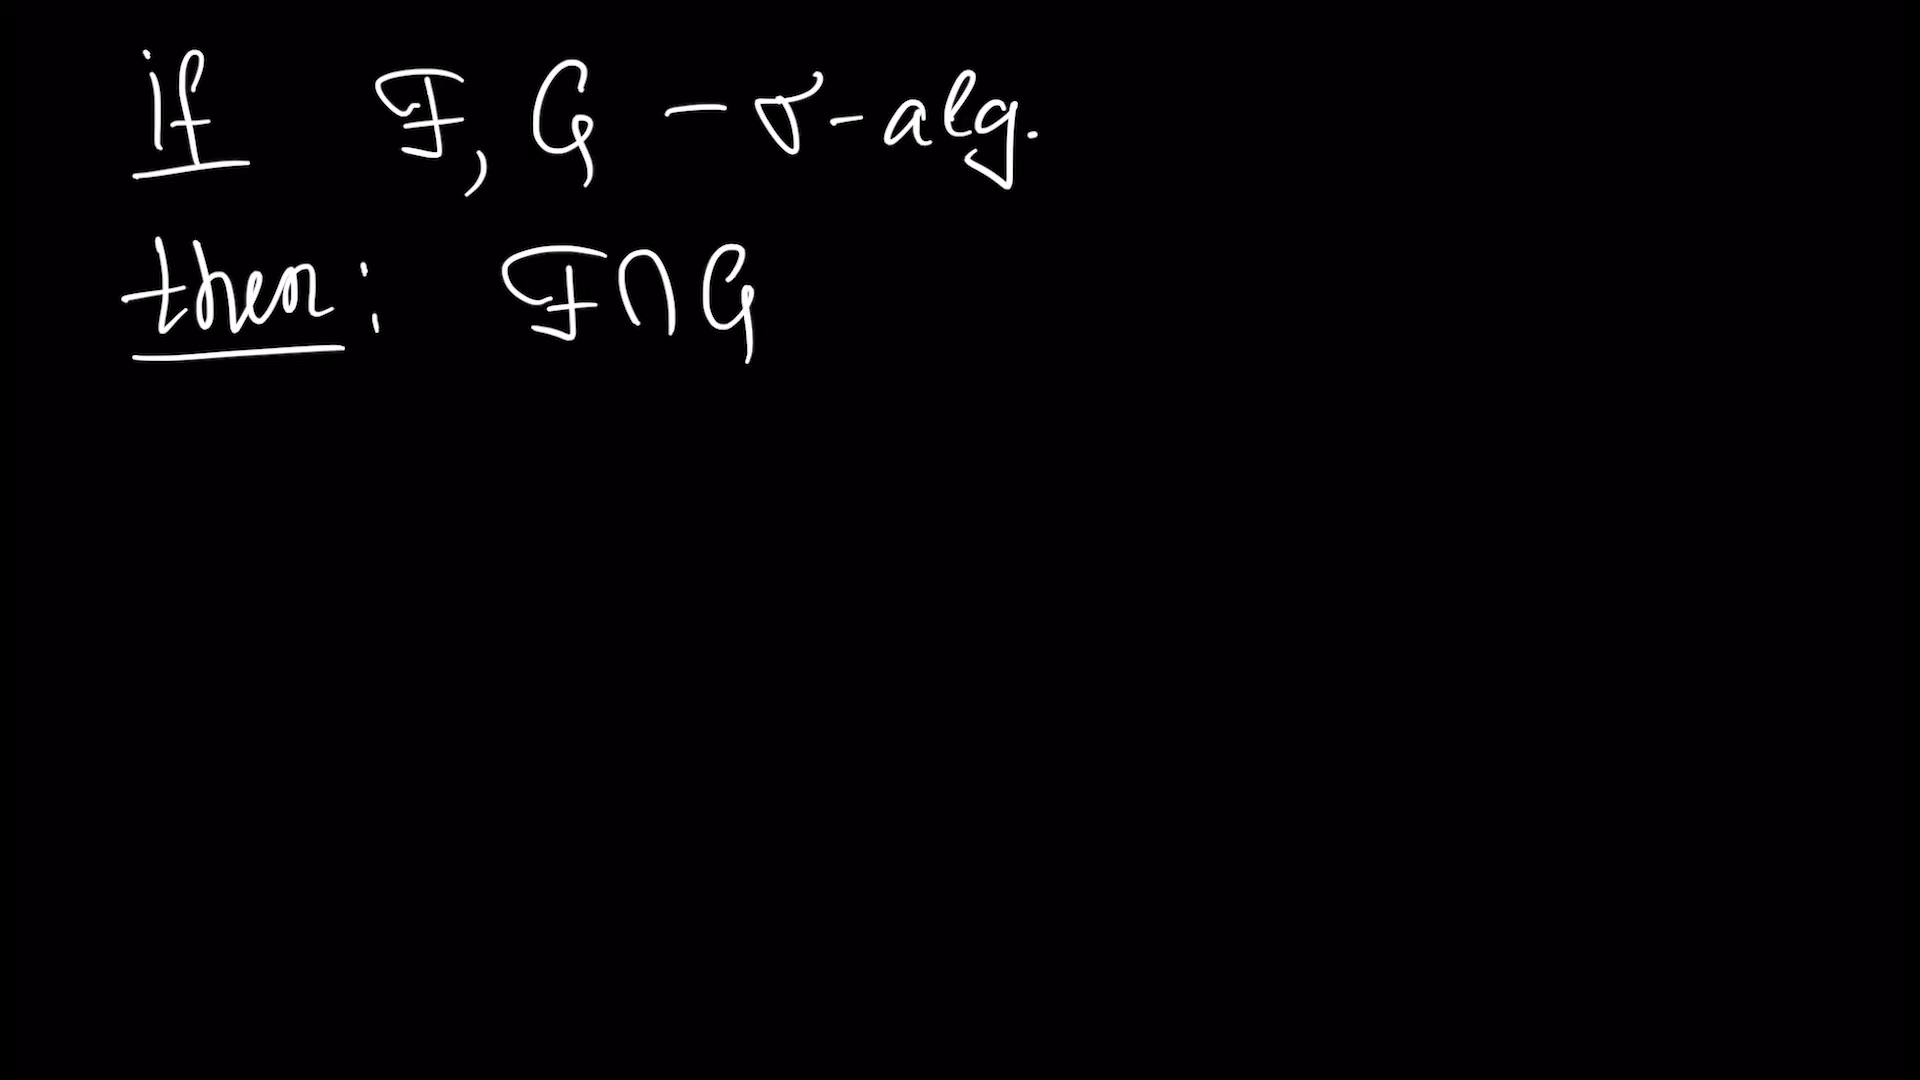 if F, G - σ-alg.
then: F∩G